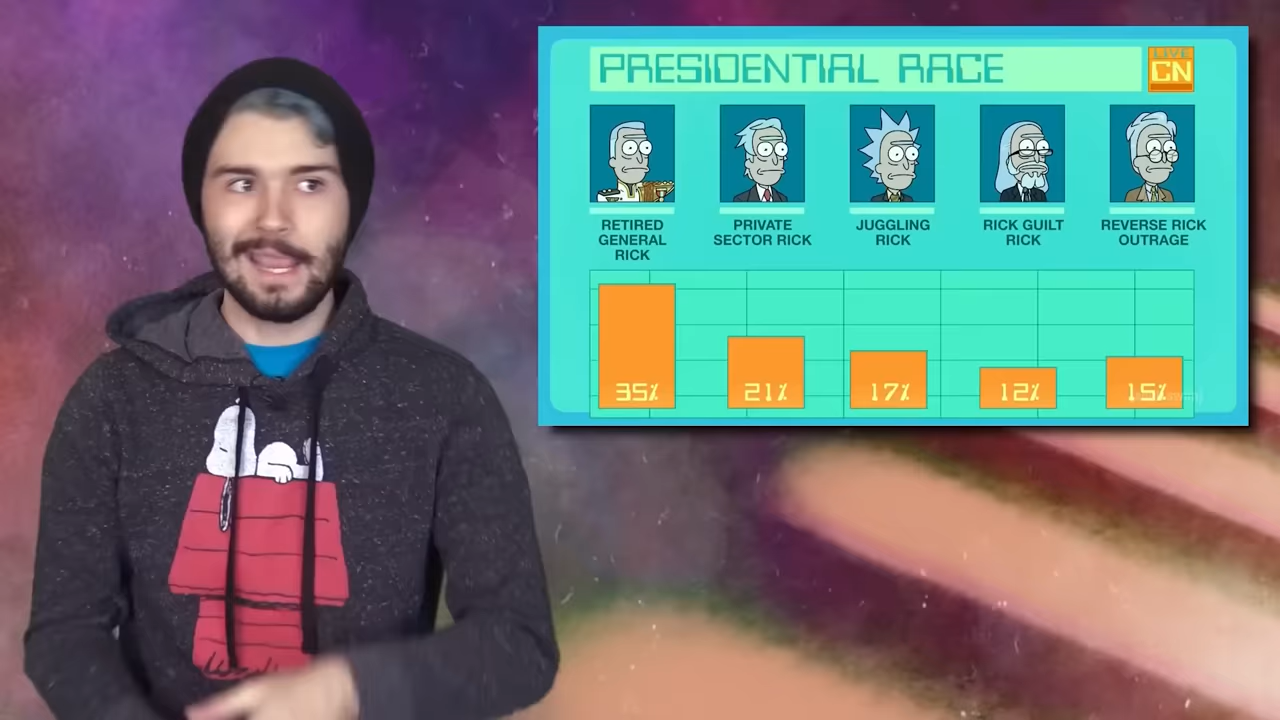 PRESIDENTIAL RACE
LIVE
CN
RETIRED
GENERAL
RICK
PRIVATE
SECTOR RICK
JUGGLING
RICK
RICK GUILT
RICK
REVERSE RICK
OUTRAGE
35%
21%
17%
12%
15%